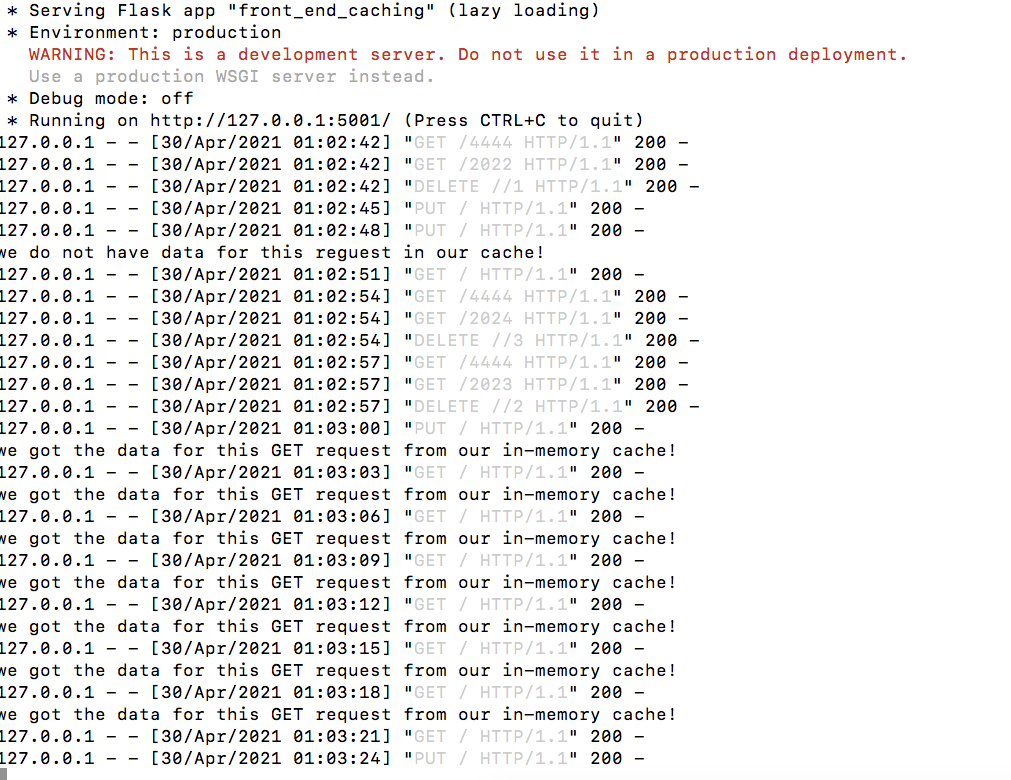 * Serving Flask app "front_end_caching" (lazy loading)
* Environment: production
WARNING: This is a development server. Do not use it in a production deployment.
Use a production WSGI server instead.
* Debug mode: off
* Running on http://127.0.0.1:5001/ (Press CTRL+C to quit)
127.0.0.1 - - [30/Apr/2021 01:02:42] "GET /4444 HTTP/1.1" 200 -
127.0.0.1 - - [30/Apr/2021 01:02:42] "GET /2022 HTTP/1.1" 200 -
127.0.0.1 - - [30/Apr/2021 01:02:42] "DELETE //1 HTTP/1.1" 200 -
127.0.0.1 - - [30/Apr/2021 01:02:45] "PUT / HTTP/1.1" 200 -
127.0.0.1 - - [30/Apr/2021 01:02:48] "PUT / HTTP/1.1" 200 -
we do not have data for this reguest in our cache!
127.0.0.1 - - [30/Apr/2021 01:02:51] "GET / HTTP/1.1" 200 -
127.0.0.1 - - [30/Apr/2021 01:02:54] "GET /4444 HTTP/1.1" 200 -
127.0.0.1 - - [30/Apr/2021 01:02:54] "GET /2024 HTTP/1.1" 200 -
127.0.0.1 - - [30/Apr/2021 01:02:54] "DELETE //3 HTTP/1.1" 200 -
127.0.0.1 - - [30/Apr/2021 01:02:57] "GET /4444 HTTP/1.1" 200 -
127.0.0.1 - - [30/Apr/2021 01:02:57] "GET /2023 HTTP/1.1" 200 -
127.0.0.1 - - [30/Apr/2021 01:02:57] "DELETE //2 HTTP/1.1" 200 -
127.0.0.1 - - [30/Apr/2021 01:03:00] "PUT / HTTP/1.1" 200 -
we got the data for this GET request from our in-memory cache!
127.0.0.1 - - [30/Apr/2021 01:03:03] "GET / HTTP/1.1" 200 -
we got the data for this GET request from our in-memory cache!
127.0.0.1 - - [30/Apr/2021 01:03:06] "GET / HTTP/1.1" 200 -
we got the data for this GET request from our in-memory cache!
127.0.0.1 - - [30/Apr/2021 01:03:09] "GET / HTTP/1.1" 200 -
we got the data for this GET request from our in-memory cache!
127.0.0.1 - - [30/Apr/2021 01:03:12] "GET / HTTP/1.1" 200 -
we got the data for this GET request from our in-memory cache!
127.0.0.1 - - [30/Apr/2021 01:03:15] "GET / HTTP/1.1" 200 -
we got the data for this GET request from our in-memory cache!
127.0.0.1 - - [30/Apr/2021 01:03:18] "GET / HTTP/1.1" 200 -
we got the data for this GET request from our in-memory cache!
127.0.0.1 - - [30/Apr/2021 01:03:21] "GET / HTTP/1.1" 200 -
127.0.0.1 - - [30/Apr/2021 01:03:24] "PUT / HTTP/1.1" 200 -